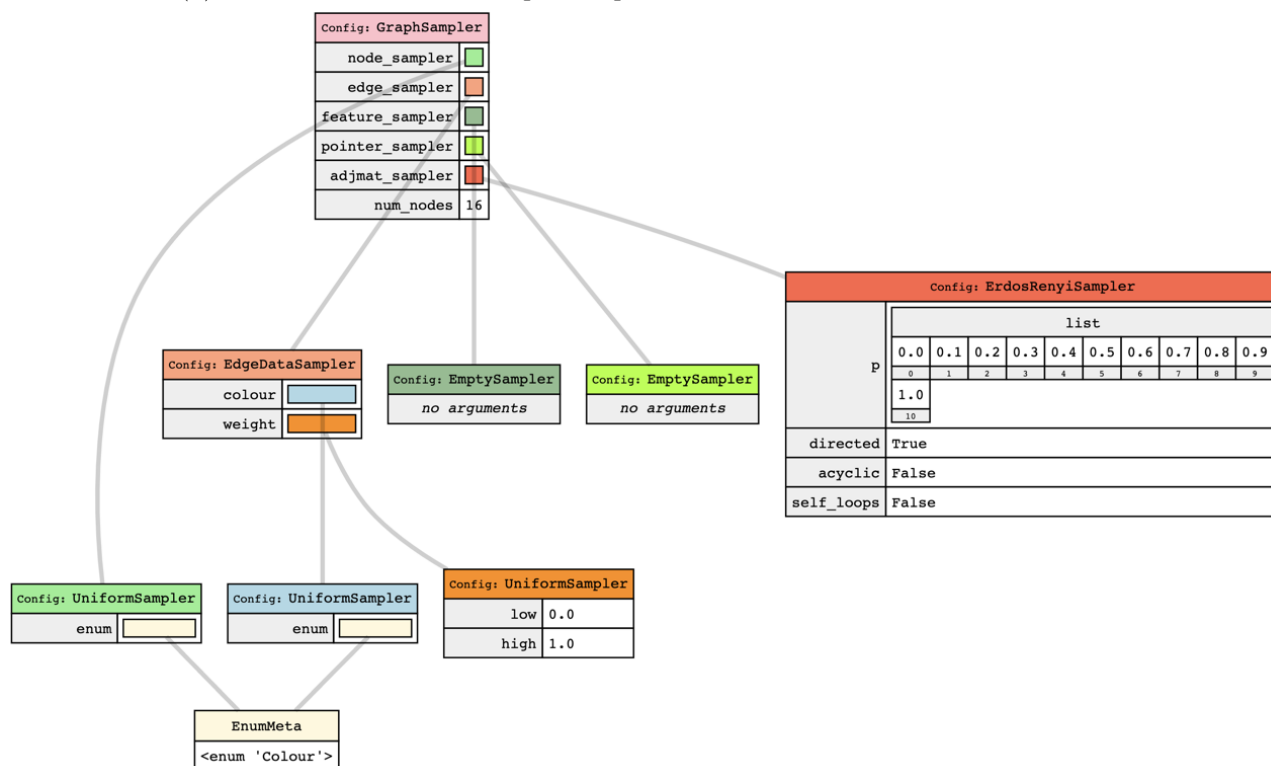 Config: GraphSampler
node_sampler
edge_sampler
feature_sampler
pointer_sampler
adjmat_sampler
num_nodes 16
Config: ErdosRenyiSampler
list
p
0.0 0.1 0.2 0.3 0.4 0.5 0.6 0.7 0.8 0.9
0 1 2 3 4 5 6 7 8 9
1.0
10
directed True
acyclic False
self_loops False
Config: EdgeDataSampler
colour
weight
Config: EmptySampler
no arguments
Config: EmptySampler
no arguments
Config: UniformSampler
enum
Config: UniformSampler
enum
Config: UniformSampler
low 0.0
high 1.0
EnumMeta
<enum 'Colour'>